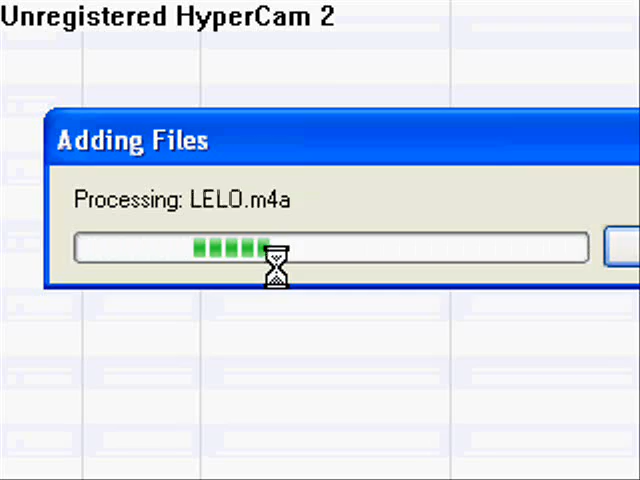 Unregistered HyperCam 2
Adding Files
Processing: LELO.m4a